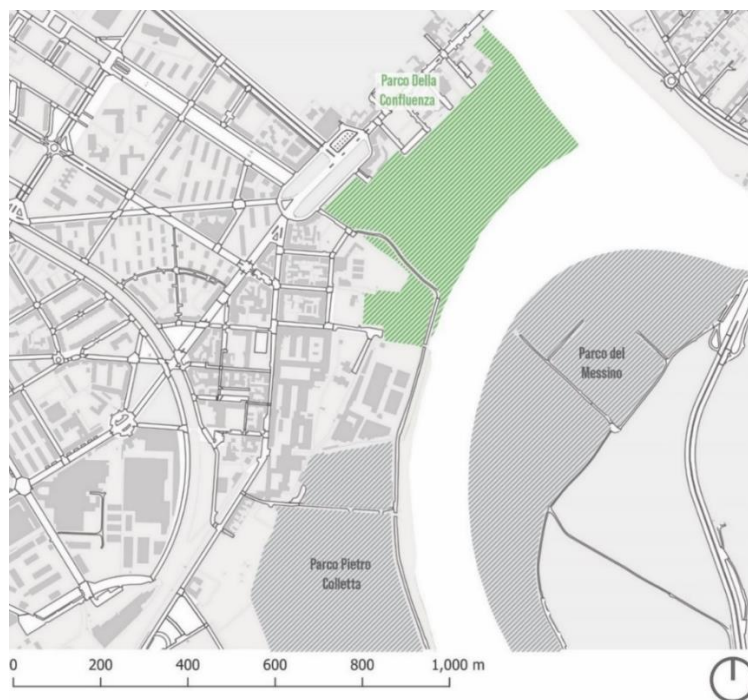 Parco Della
Confluenza
Parco del
Messino
Parco Pietro
Colletta
0 200 400 600 800 1,000 m